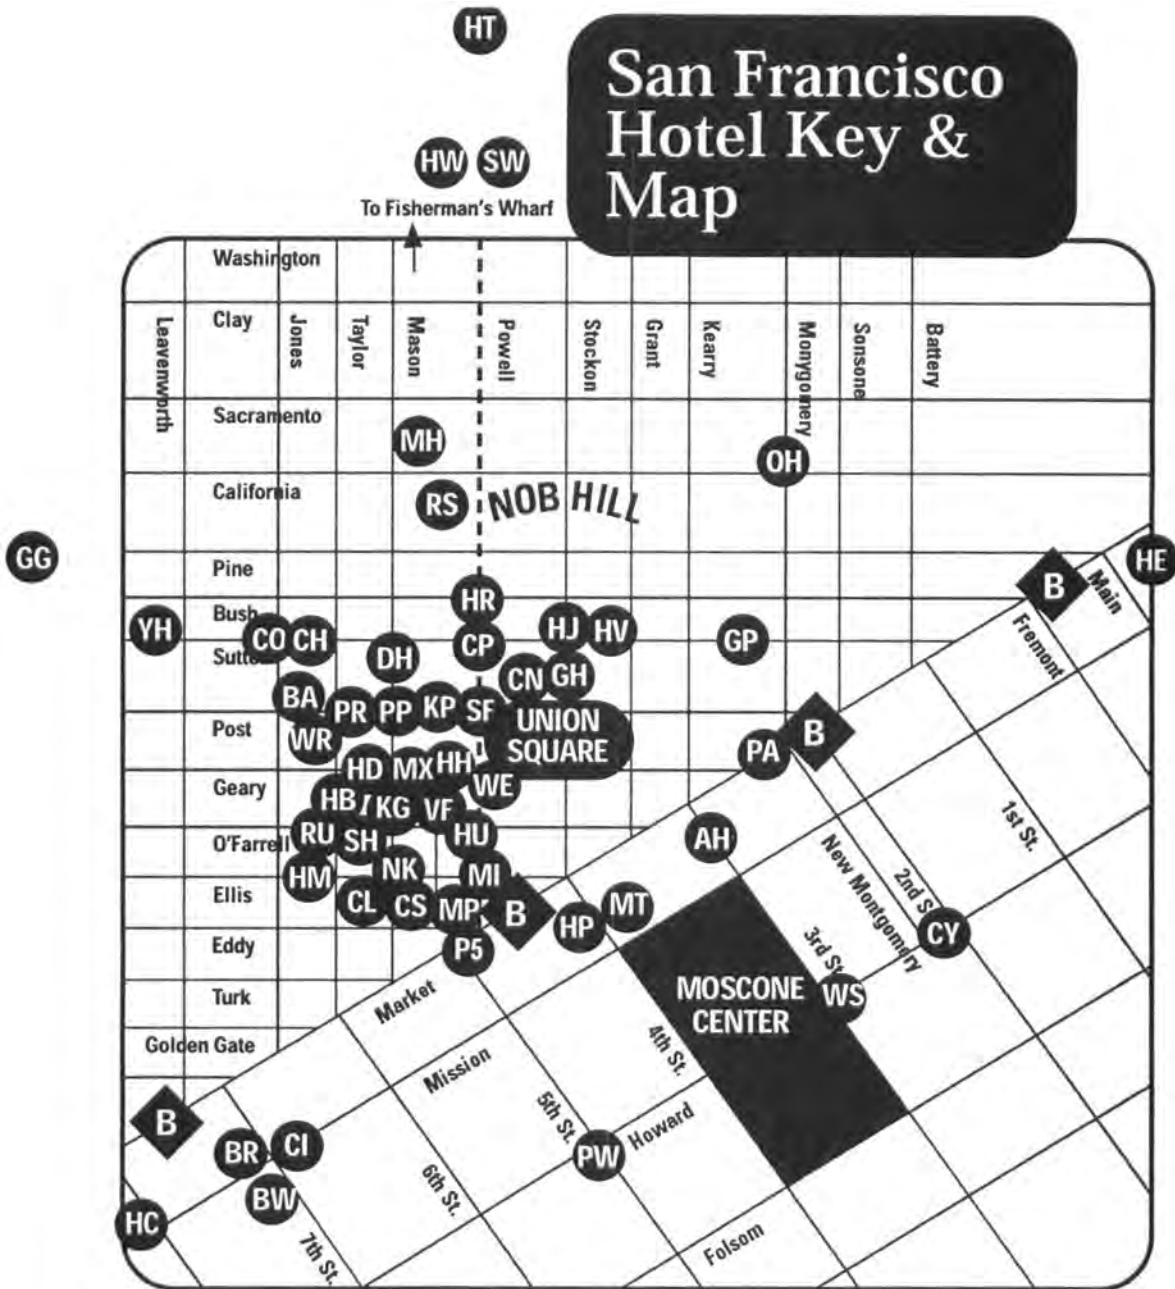 HT
San Francisco
Hotel Key &
Map
HW SW
To Fisherman's Wharf
Washington
Clay
Leavenworth
Jones
Taylor
Mason
Powell
Stockon
Grant
Kearry
Monygomery
Sonsone
Battery
Sacramento
MH
OH
California
RS
NOB HILL
GG
Pine
HE
B
Main
Bush
HR
YH
CO CH
HJ HV
GP
Fremont
CP
DH
CN GH
BA
PR PP KP
UNION
SQUARE
Post
WR
PA
B
HD MX HH
WE
Geary
HB KG VF
1st St.
RU SH HU
AH
O'Farrell
New Montgomery
HM NK MI
2nd S
Ellis
CL CS MP
B
HP MT
CY
Eddy
P5
3rd St.
MOSCONE
CENTER
WS
Turk
Market
Golden Gate
Mission
4th St.
B
5th St.
Howard
BR CI
PW
6th St.
BW
HC
7th St.
Folsom